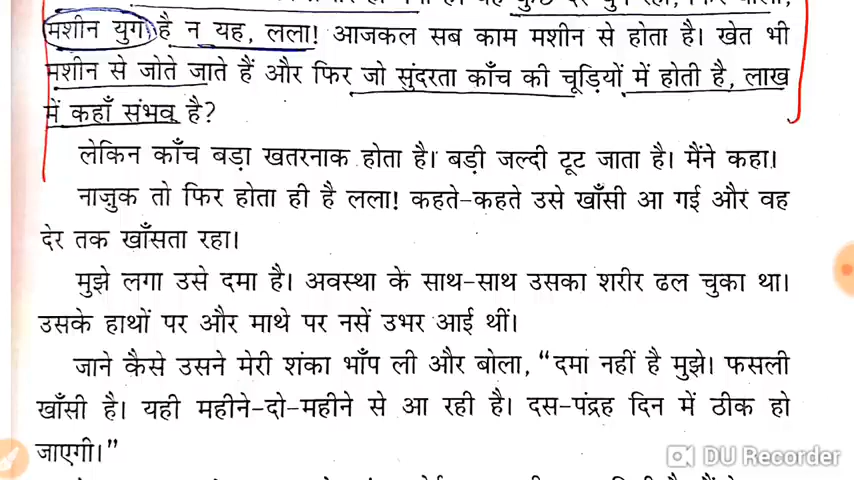 मशीन युग है न यह, लला! आजकल सब काम मशीन से होता है। खेत भी
मशीन से जोते जाते हैं और फिर जो सुंदरता काँच की चूड़ियों में होती है, लाख
में कहाँ संभव है?
लेकिन काँच बड़ा खतरनाक होता है। बड़ी जल्दी टूट जाता है। मैंने कहा।
नाज़ुक तो फिर होता ही है लला! कहते-कहते उसे खाँसी आ गई और वह
देर तक खाँसता रहा।
मुझे लगा उसे दमा है। अवस्था के साथ-साथ उसका शरीर ढल चुका था।
उसके हाथों पर और माथे पर नसें उभर आई थीं।
जाने कैसे उसने मेरी शंका भाँप ली और बोला, “दमा नहीं है मुझे। फसली
खाँसी है। यही महीने-दो-महीने से आ रही है। दस-पंद्रह दिन में ठीक हो
जाएगी।”
DU Recorder